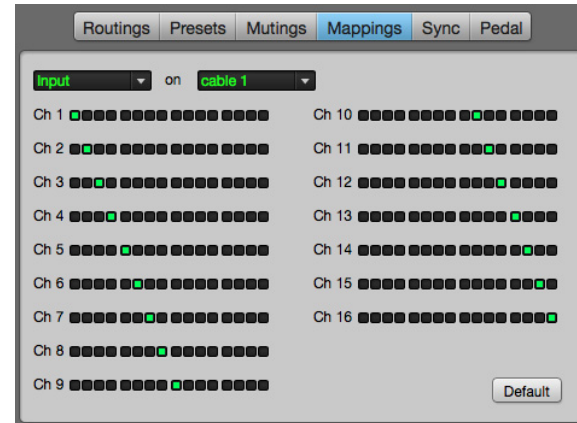 Routings Presets Mutings Mappings Sync Pedal
Input on cable 1
Ch 1
Ch 2
Ch 3
Ch 4
Ch 5
Ch 6
Ch 7
Ch 8
Ch 9
Ch 10
Ch 11
Ch 12
Ch 13
Ch 14
Ch 15
Ch 16
Default